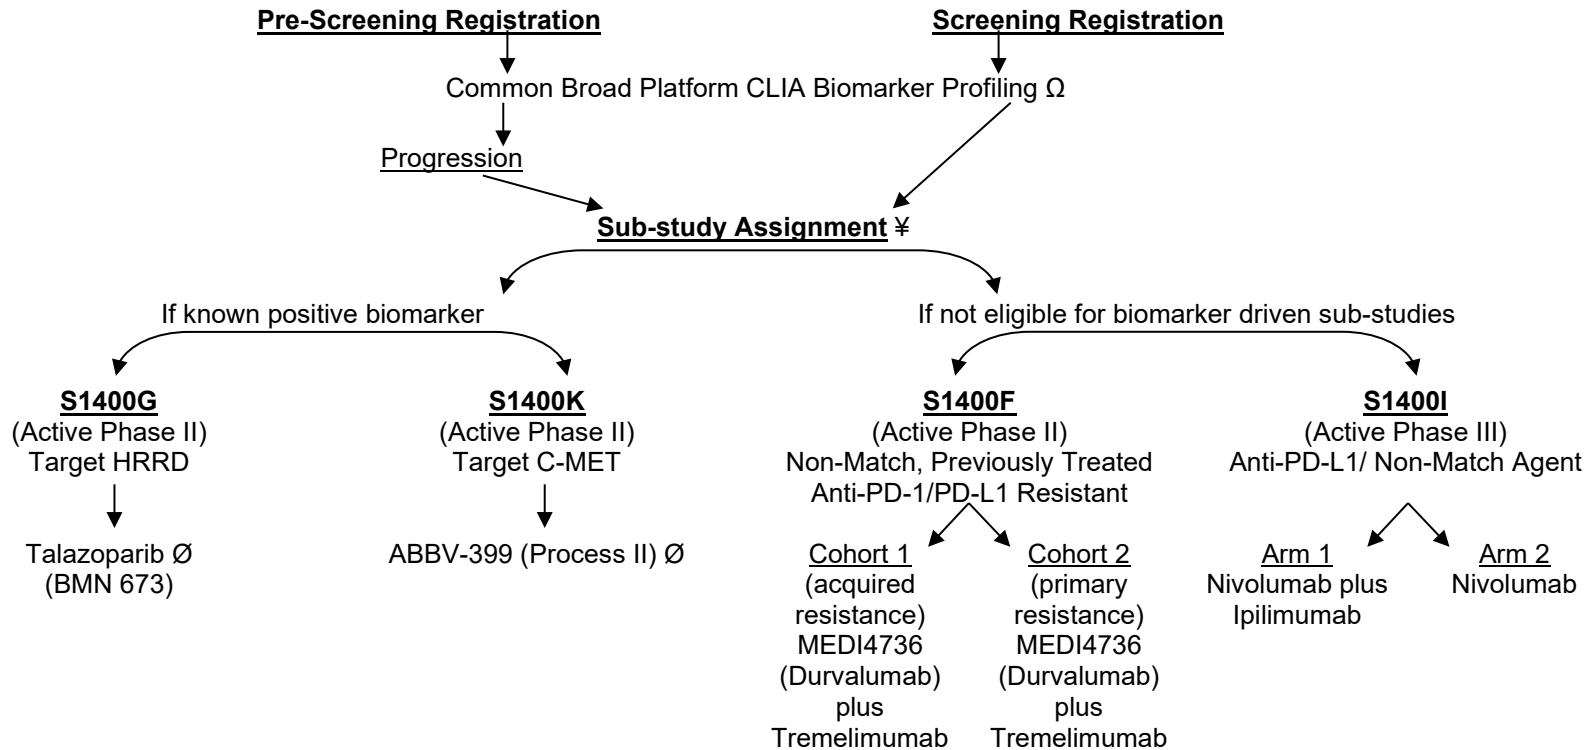 Pre-Screening Registration
Screening Registration
Common Broad Platform CLIA Biomarker Profiling Ω
Progression
Sub-study Assignment ¥
If known positive biomarker
If not eligible for biomarker driven sub-studies
S1400G
(Active Phase II)
Target HRRD
Talazoparib Ø
(BMN 673)
S1400K
(Active Phase II)
Target C-MET
ABBV-399 (Process II) Ø
S1400F
(Active Phase II)
Non-Match, Previously Treated
Anti-PD-1/PD-L1 Resistant
Cohort 1
(acquired
resistance)
MEDI4736
(Durvalumab)
plus
Tremelimumab
Cohort 2
(primary
resistance)
MEDI4736
(Durvalumab)
plus
Tremelimumab
S1400I
(Active Phase III)
Anti-PD-L1/ Non-Match Agent
Arm 1
Nivolumab plus
Ipilimumab
Arm 2
Nivolumab